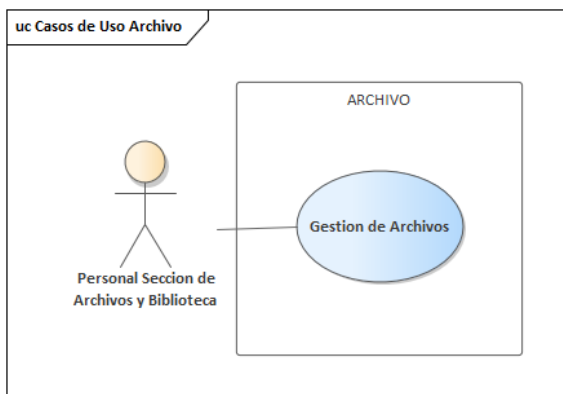 uc Casos de Uso Archivo
ARCHIVO
Gestion de Archivos
Personal Seccion de
Archivos y Biblioteca